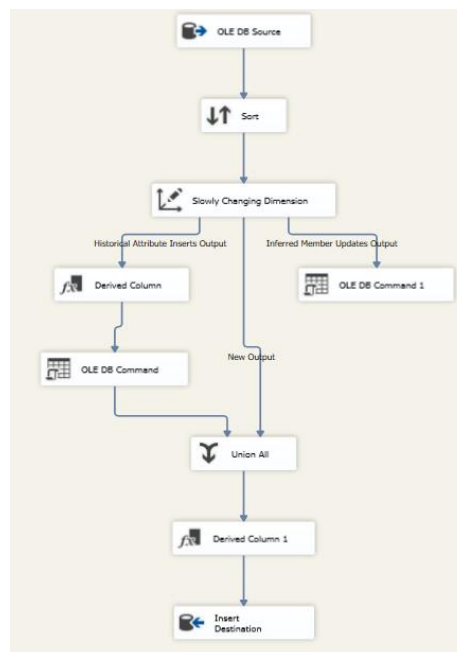 OLE DB Source
Sort
Slowly Changing Dimension
Historical Attribute Inserts Output
Inferred Member Updates Output
Derived Column
OLE DB Command 1
New Output
OLE DB Command
Union All
Derived Column 1
Insert
Destination